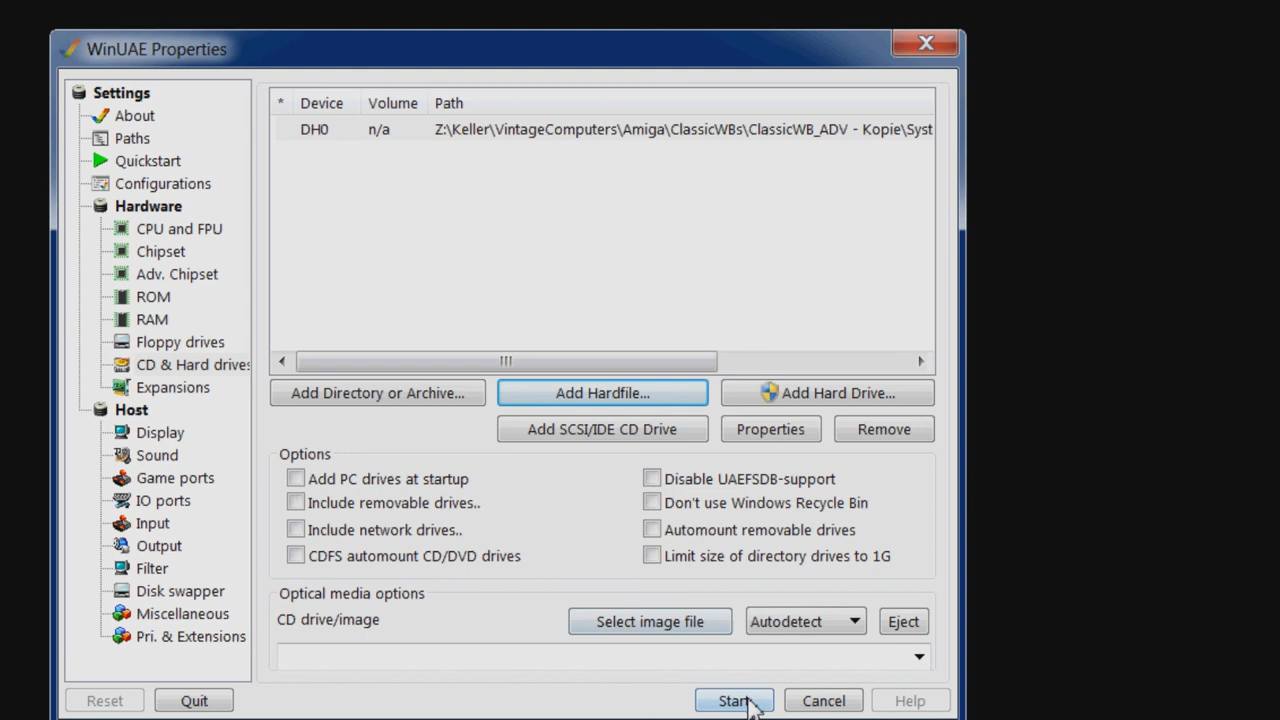 WinUAE Properties
Settings
About
Paths
Quickstart
Configurations
Hardware
CPU and FPU
Chipset
Adv. Chipset
ROM
RAM
Floppy drives
CD & Hard drives
Expansions
Host
Display
Sound
Game ports
IO ports
Input
Output
Filter
Disk swapper
Miscellaneous
Pri. & Extensions
* Device Volume Path
DH0 n/a Z:\Keller\VintageComputers\Amiga\ClassicWBs\ClassicWB_ADV - Kopie\Syst
Add Directory or Archive... Add Hardfile... Add Hard Drive...
Add SCSI/IDE CD Drive Properties Remove
Options
Add PC drives at startup Disable UAEFSDB-support
Include removable drives.. Don't use Windows Recycle Bin
Include network drives.. Automount removable drives
CDFS automount CD/DVD drives Limit size of directory drives to 1G
Optical media options
CD drive/image Select image file Autodetect Eject
Reset Quit Start Cancel Help